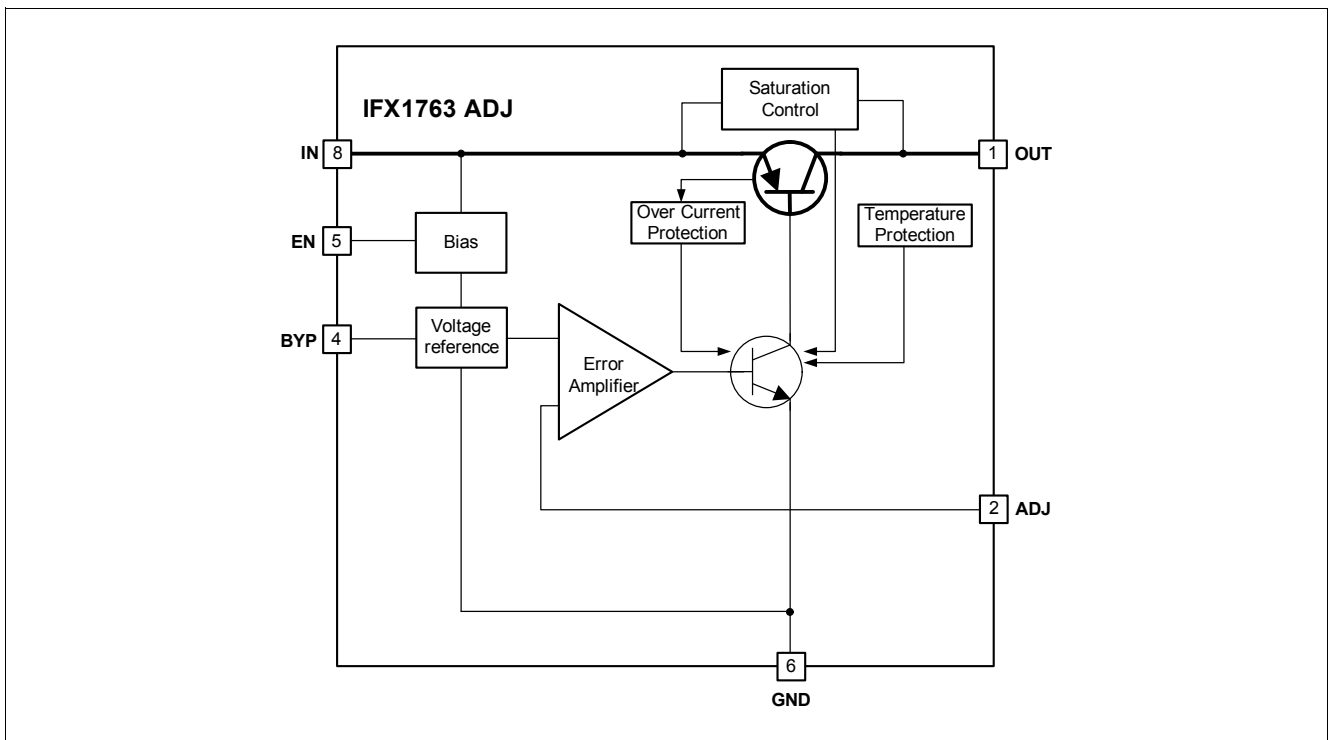 IFX1763 ADJ
Saturation
Control
IN 8
1 OUT
Over Current
Protection
Temperature
Protection
EN 5
Bias
BYP 4
Voltage
reference
Error
Amplifier
2 ADJ
6
GND